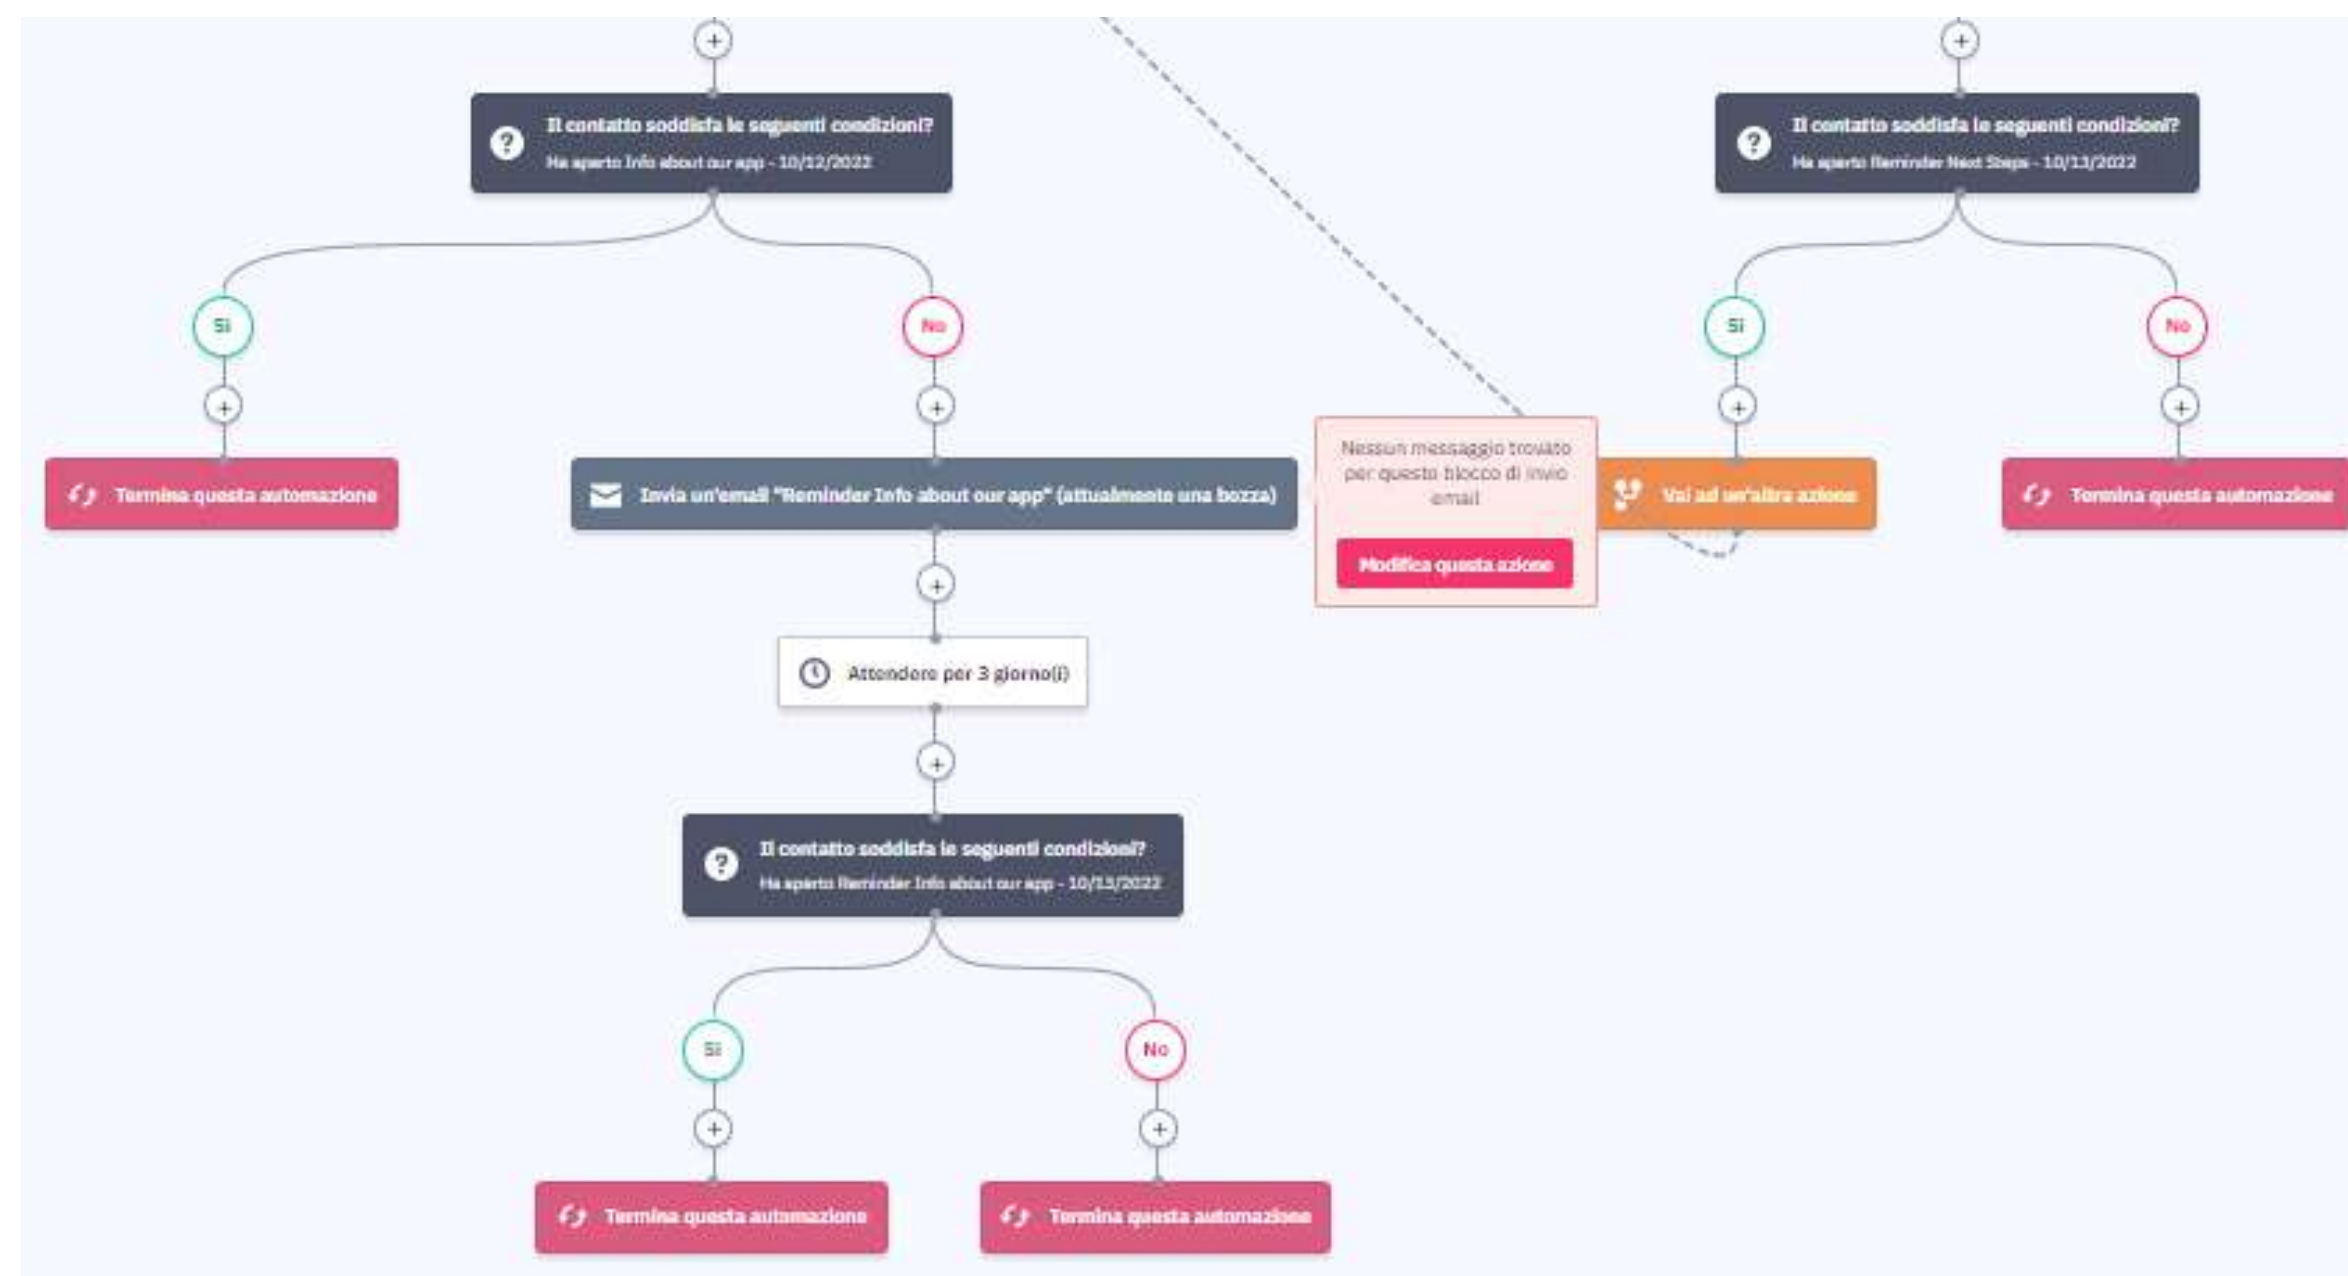 Il contatto soddisfa le seguenti condizioni?
Ha aperto Info about our app - 10/12/2022
Il contatto soddisfa le seguenti condizioni?
Ha aperto Reminder Next Steps - 10/13/2022
Sì
No
Sì
No
Termina questa automazione
Invia un'email "Reminder Info about our app" (attualmente una bozza)
Nessun messaggio trovato
per questo blocco di invio
email
Modifica questa azione
Vai ad un'altra azione
Termina questa automazione
Attendere per 3 giorno(i)
Il contatto soddisfa le seguenti condizioni?
Ha aperto Reminder Info about our app - 10/13/2022
Sì
No
Termina questa automazione
Termina questa automazione